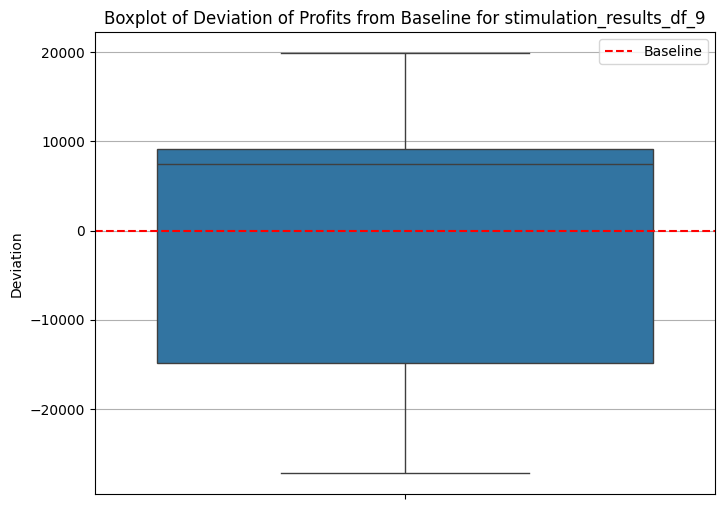 Boxplot of Deviation of Profits from Baseline for stimulation_results_df_9
Baseline
20000
10000
0
−10000
−20000
Deviation